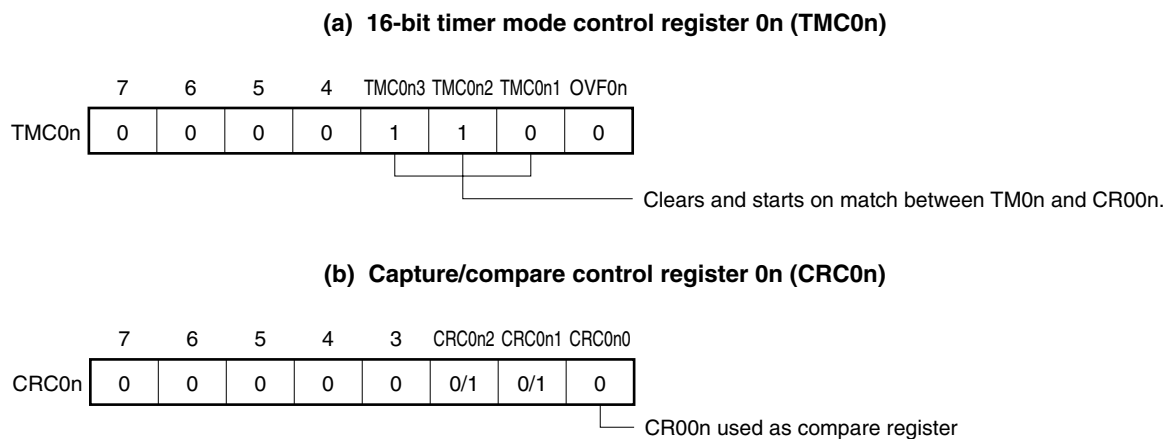 (a) 16-bit timer mode control register 0n (TMC0n)
7 6 5 4 TMC0n3 TMC0n2 TMC0n1 OVF0n
TMC0n 0 0 0 0 1 1 0 0
Clears and starts on match between TM0n and CR00n.
(b) Capture/compare control register 0n (CRC0n)
7 6 5 4 3 CRC0n2 CRC0n1 CRC0n0
CRC0n 0 0 0 0 0 0/1 0/1 0
CR00n used as compare register